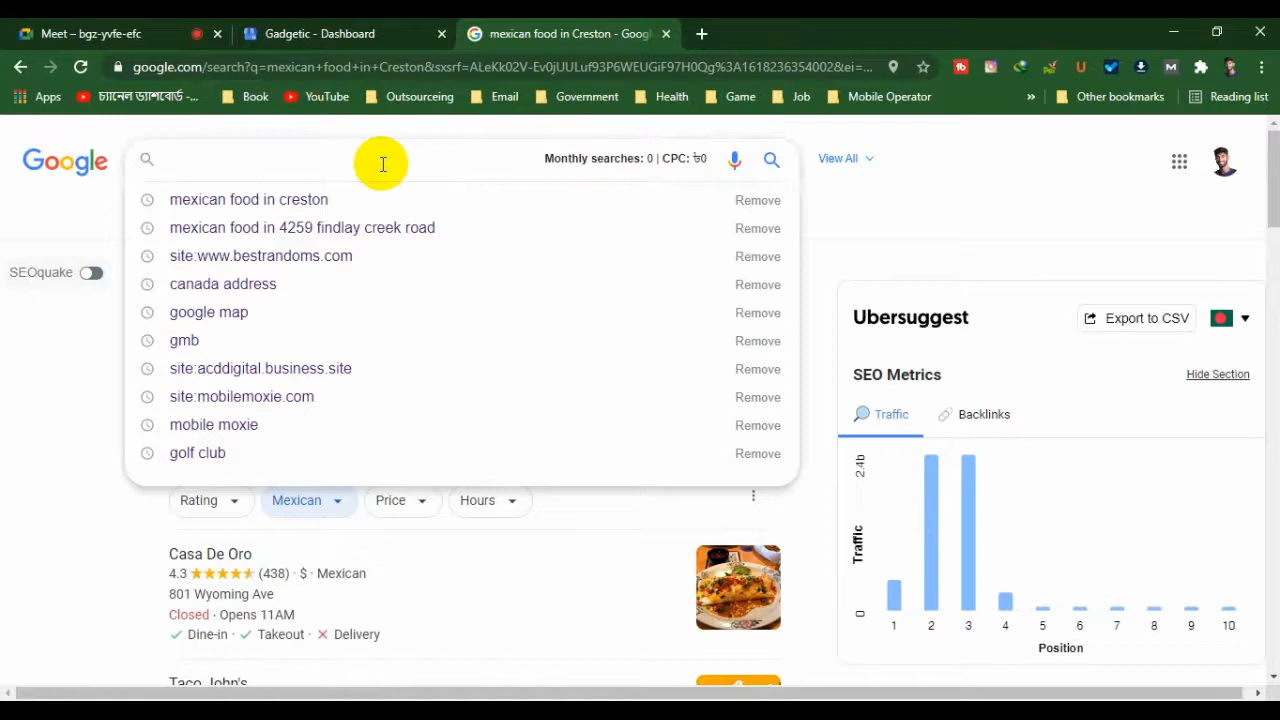 Meet – bgz-yvfe-efc
Gadgetic - Dashboard
mexican food in Creston - Goog
google.com/search?q=mexican+food+in+Creston&sxsrf=ALeKk02V-Ev0jUULuf93P6WEUGiF97H0Qg%3A16182363540 02&ei=...
Apps চ্যানেল ড্যাশবোর্ড -... Book YouTube Outsourceing Email Government Health Game Job Mobile Operator » Other bookmarks Reading list
Google
Monthly searches: 0 | CPC: ৳0
View All
mexican food in creston Remove
mexican food in 4259 findlay creek road Remove
site:www.bestrandoms.com Remove
canada address Remove
google map Remove
gmb Remove
site:acddigital.business.site Remove
site:mobilemoxie.com Remove
mobile moxie Remove
golf club Remove
SEOquake
Rating Mexican Price Hours
Casa De Oro
4.3 (438) · $ · Mexican
801 Wyoming Ave
Closed · Opens 11AM
Dine-in · Takeout · Delivery
Taco John's
Ubersuggest
Export to CSV
SEO Metrics
Hide Section
Traffic
Backlinks
2.4b
Traffic
0
1 2 3 4 5 6 7 8 9 10
Position